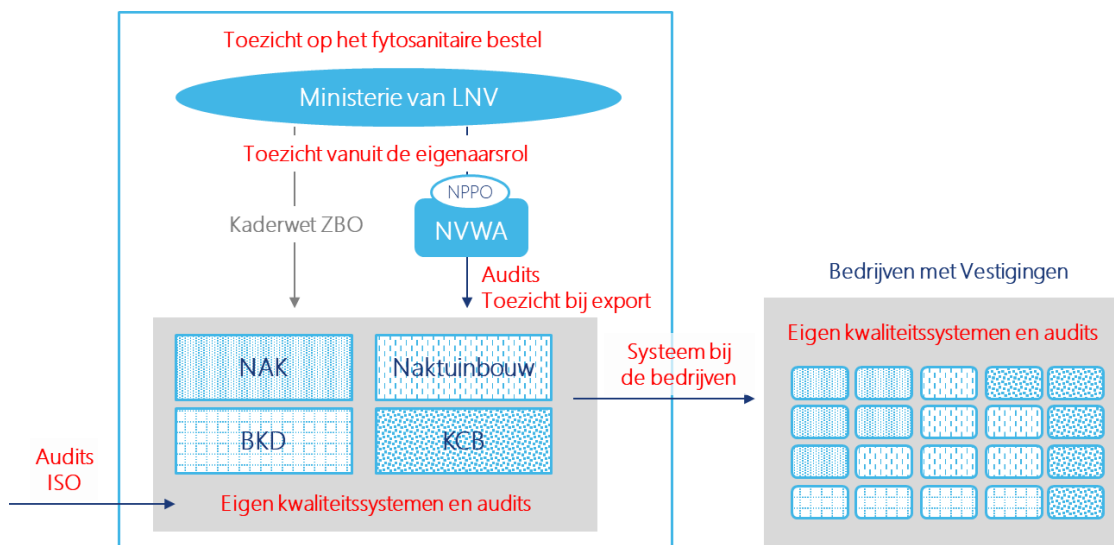 Toezicht op het fytosanitaire bestel
Ministerie van LNV
Toezicht vanuit de eigenaarsrol
NPPO
Kaderwet ZBO
NVWA
Audits
Toezicht bij export
Bedrijven met Vestigingen
NAK
Naktuinbouw
BKD
KCB
Systeem bij
de bedrijven
Eigen kwaliteitssystemen en audits
Audits
ISO
Eigen kwaliteitssystemen en audits